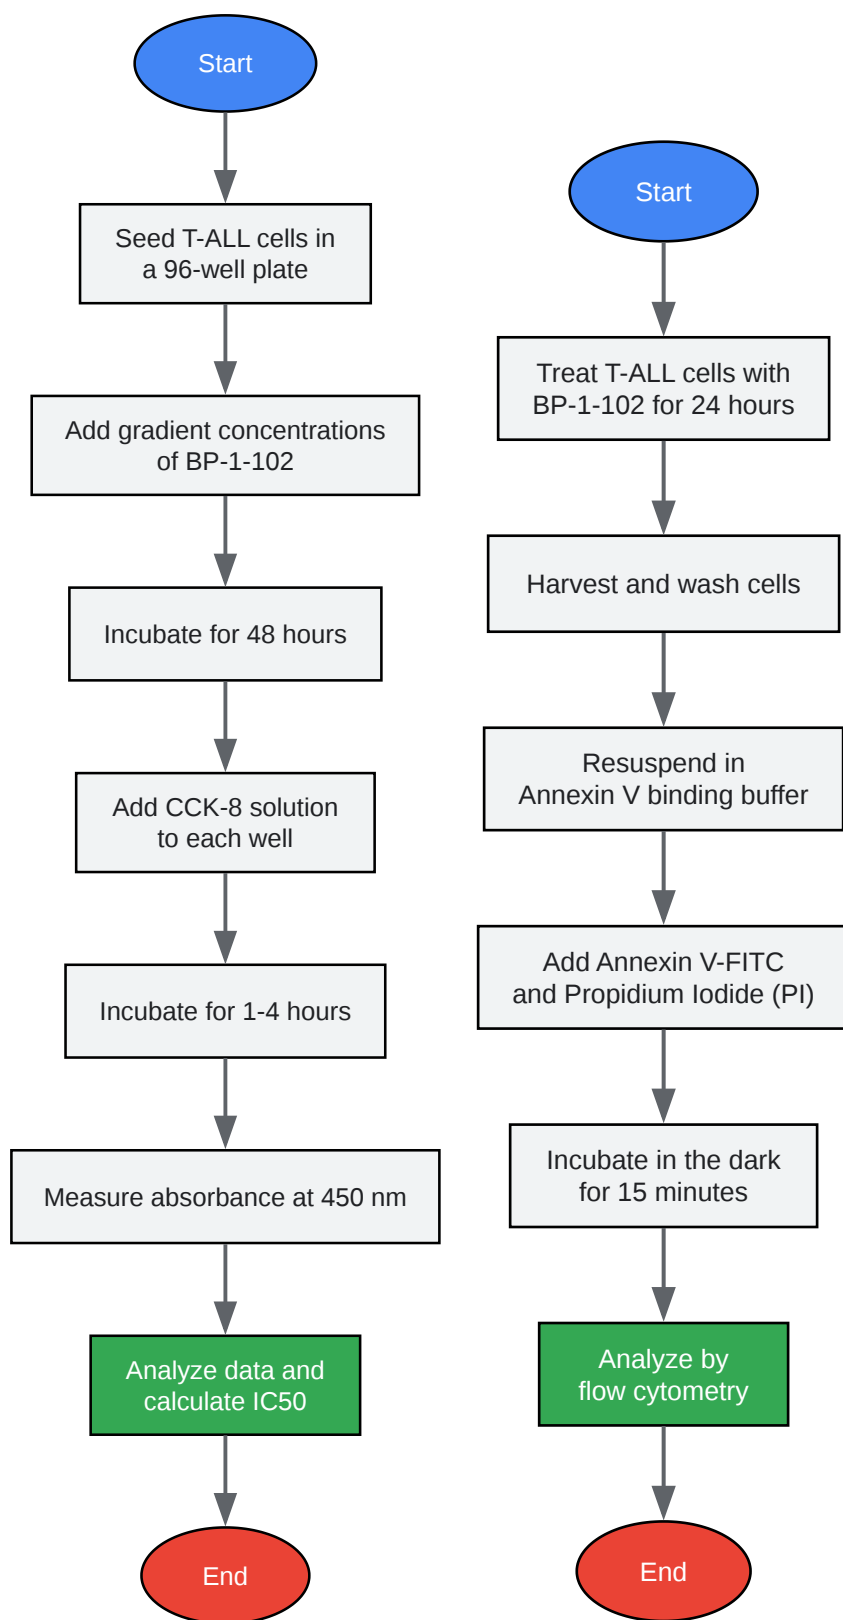 Start
Seed T-ALL cells in
a 96-well plate
Add gradient concentrations
of BP-1-102
Incubate for 48 hours
Add CCK-8 solution
to each well
Incubate for 1-4 hours
Measure absorbance at 450 nm
Analyze data and
calculate IC50
End
Start
Treat T-ALL cells with
BP-1-102 for 24 hours
Harvest and wash cells
Resuspend in
Annexin V binding buffer
Add Annexin V-FITC
and Propidium Iodide (PI)
Incubate in the dark
for 15 minutes
Analyze by
flow cytometry
End